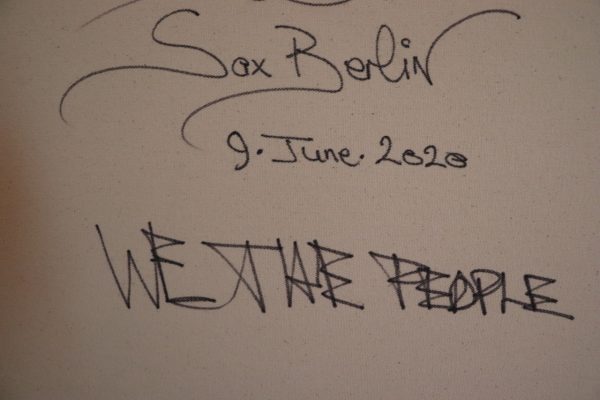 Sax Berlin
9. June. 2020
WE THE PEOPLE